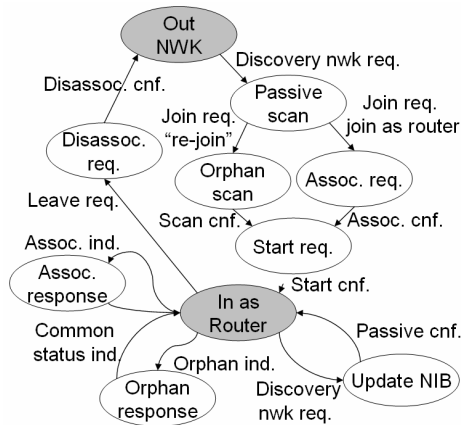 Out
NWK
Discovery nwk req.
Disassoc. cnf.
Passive
scan
Join req.
"re-join"
Join req.
join as router
Disassoc.
req.
Orphan
scan
Assoc. req.
Leave req.
Scan cnf.
Assoc. cnf.
Start req.
Assoc. ind.
Assoc.
response
Start cnf.
In as
Router
Common
status ind.
Passive cnf.
Orphan ind.
Orphan
response
Discovery
nwk req.
Update NIB